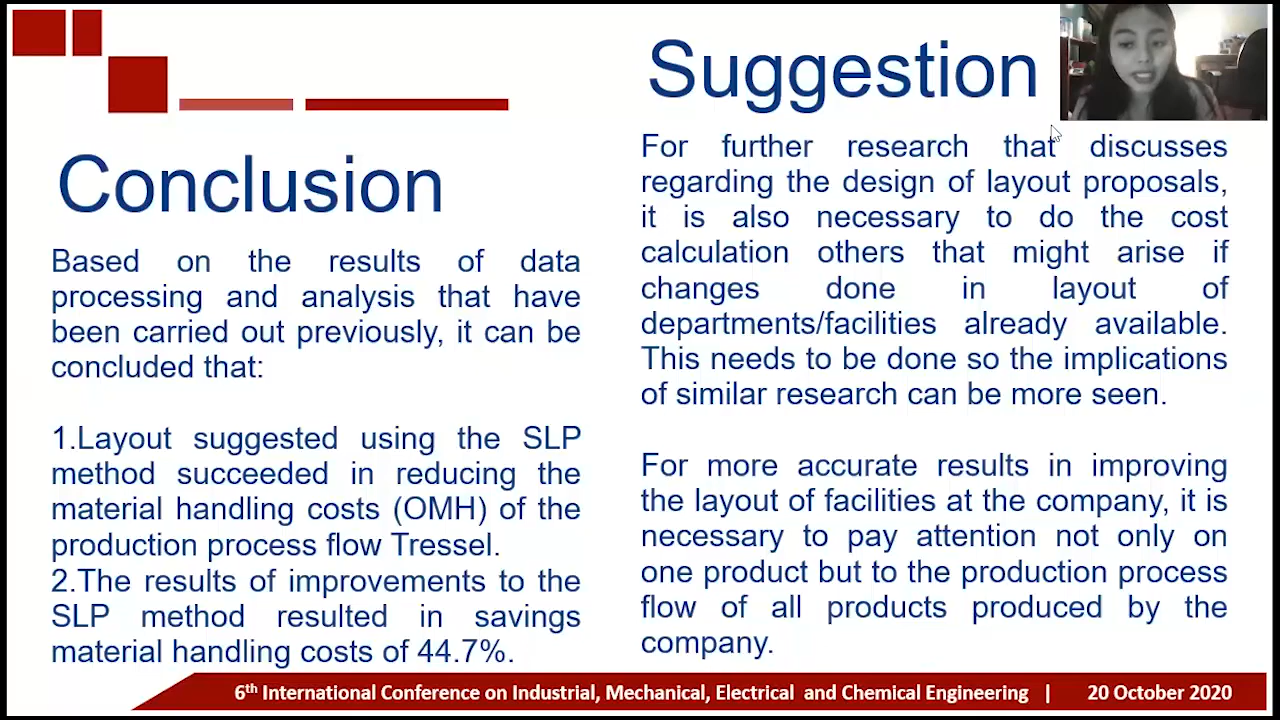 Conclusion
Based on the results of data
processing and analysis that have
been carried out previously, it can be
concluded that:
1.Layout suggested using the SLP
method succeeded in reducing the
material handling costs (OMH) of the
production process flow Tressel.
2.The results of improvements to the
SLP method resulted in savings
material handling costs of 44.7%.
Suggestion
For further research that discusses
regarding the design of layout proposals,
it is also necessary to do the cost
calculation others that might arise if
changes done in layout of
departments/facilities already available.
This needs to be done so the implications
of similar research can be more seen.
For more accurate results in improving
the layout of facilities at the company, it is
necessary to pay attention not only on
one product but to the production process
flow of all products produced by the
company.
6th International Conference on Industrial, Mechanical, Electrical and Chemical Engineering | 20 October 2020